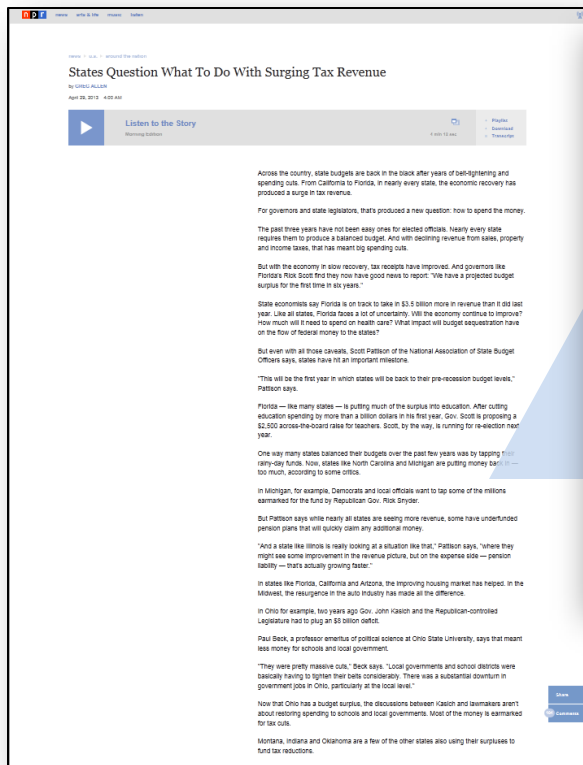 npr news arts & life music listen
news > u.s. > around the nation
States Question What To Do With Surging Tax Revenue
by GREG ALLEN
April 28, 2013 4:00 AM
Listen to the Story
Morning Edition
Playlist
Download
Transcript
Across the country, state budgets are back in the black after years of belt-tightening and
spending cuts. From California to Florida, in nearly every state, the economic recovery has
produced a surge in tax revenue.
For governors and state legislators, that's produced a new question: how to spend the money.
The past three years have not been easy ones for elected officials. Nearly every state
requires them to produce a balanced budget. And with declining revenue from sales, property
and income taxes, that has meant big spending cuts.
But with the economy in slow recovery, tax receipts have improved. And governors like
Florida's Rick Scott find they now have good news to report: "We have a projected budget
surplus for the first time in six years."
State economists say Florida is on track to take in $3.5 billion more in revenue than it did last
year. Like all states, Florida faces a lot of uncertainty. Will the economy continue to improve?
How much will it need to spend on health care? What impact will budget sequestration have
on the flow of federal money to the states?
But even with all those caveats, Scott Pattison of the National Association of State Budget
Officers says, states have hit an important milestone.
"This will be the first year in which states will be back to their pre-recession budget levels,"
Pattison says.
Florida — like many states — is putting much of the surplus into education. After cutting
education spending by more than a billion dollars in his first year, Gov. Scott is proposing a
$2,500 across-the-board raise for teachers. Scott, by the way, is running for re-election next
year.
One way many states balanced their budgets over the past few years was by tapping their
rainy-day funds. Now, states like North Carolina and Michigan are putting money back in —
too much, according to some critics.
In Michigan, for example, Democrats and local officials want to tap some of the millions
earmarked for the fund by Republican Gov. Rick Snyder.
But Pattison says while nearly all states are seeing more revenue, some have underfunded
pension plans that will quickly claim any additional money.
"And a state like Illinois is really looking at a situation like that," Pattison says, "where they
might see some improvement in the revenue picture, but on the expense side — pension
liability — that's actually growing faster."
In states like Florida, California and Arizona, the improving housing market has helped. In the
Midwest, the resurgence in the auto industry has made all the difference.
In Ohio for example, two years ago Gov. John Kasich and the Republican-controlled
Legislature had to plug an $8 billion deficit.
Paul Beck, a professor emeritus of political science at Ohio State University, says that meant
less money for schools and local government.
"They were pretty massive cuts," Beck says. "Local governments and school districts were
basically having to tighten their belts considerably. There was a substantial downturn in
government jobs in Ohio, particularly at the local level."
Now that Ohio has a budget surplus, the discussions between Kasich and lawmakers aren't
about restoring spending to schools and local governments. Most of the money is earmarked
for tax cuts.
Montana, Indiana and Oklahoma are a few of the other states also using their surpluses to
fund tax reductions.
Share
Comments